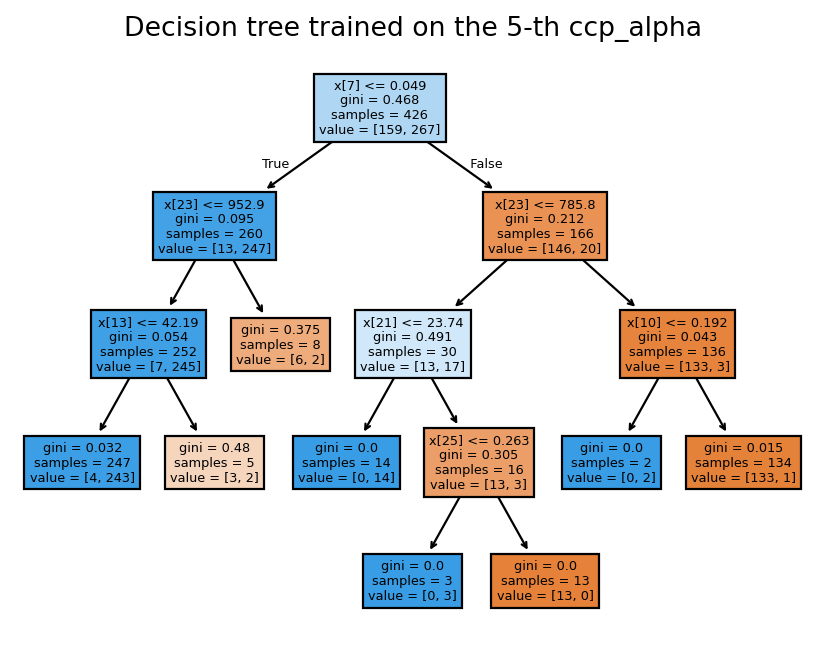 Decision tree trained on the 5-th ccp_alpha
x[7] <= 0.049
gini = 0.468
samples = 426
value = [159, 267]
True
False
x[23] <= 952.9
gini = 0.095
samples = 260
value = [13, 247]
x[23] <= 785.8
gini = 0.212
samples = 166
value = [146, 20]
x[13] <= 42.19
gini = 0.054
samples = 252
value = [7, 245]
gini = 0.375
samples = 8
value = [6, 2]
x[21] <= 23.74
gini = 0.491
samples = 30
value = [13, 17]
x[10] <= 0.192
gini = 0.043
samples = 136
value = [133, 3]
gini = 0.032
samples = 247
value = [4, 243]
gini = 0.48
samples = 5
value = [3, 2]
gini = 0.0
samples = 14
value = [0, 14]
x[25] <= 0.263
gini = 0.305
samples = 16
value = [13, 3]
gini = 0.0
samples = 2
value = [0, 2]
gini = 0.015
samples = 134
value = [133, 1]
gini = 0.0
samples = 3
value = [0, 3]
gini = 0.0
samples = 13
value = [13, 0]